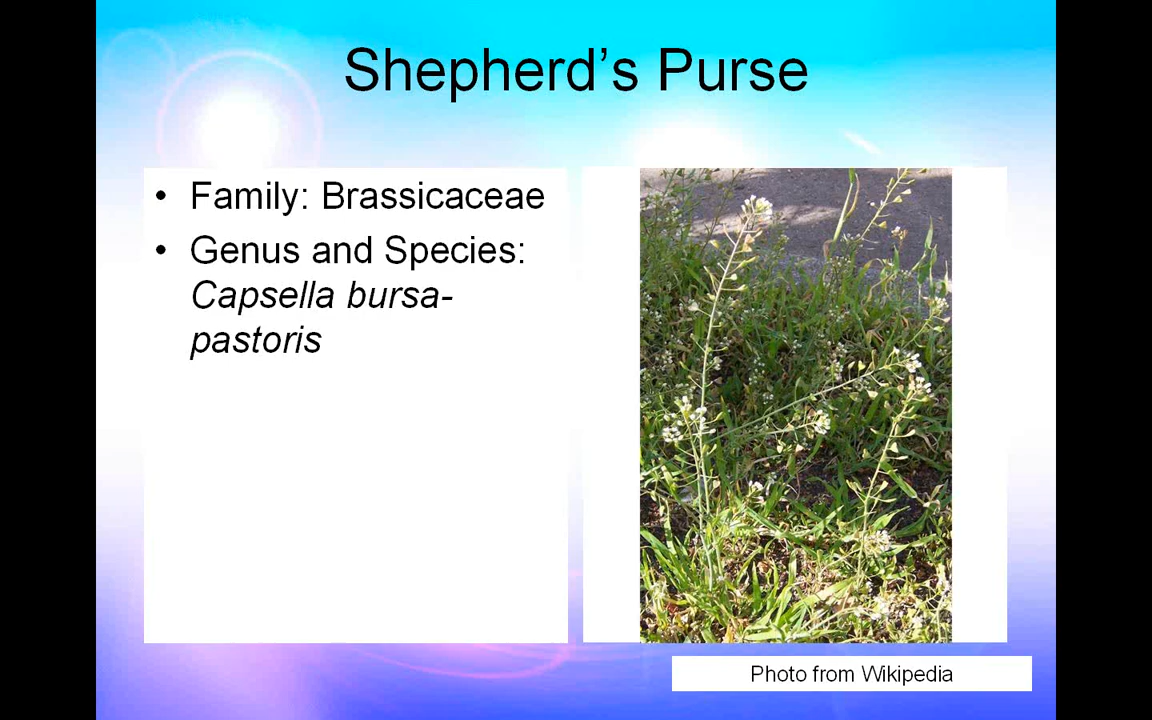 Shepherd’s Purse
• Family: Brassicaceae
• Genus and Species:
Capsella bursa-
pastoris
Photo from Wikipedia